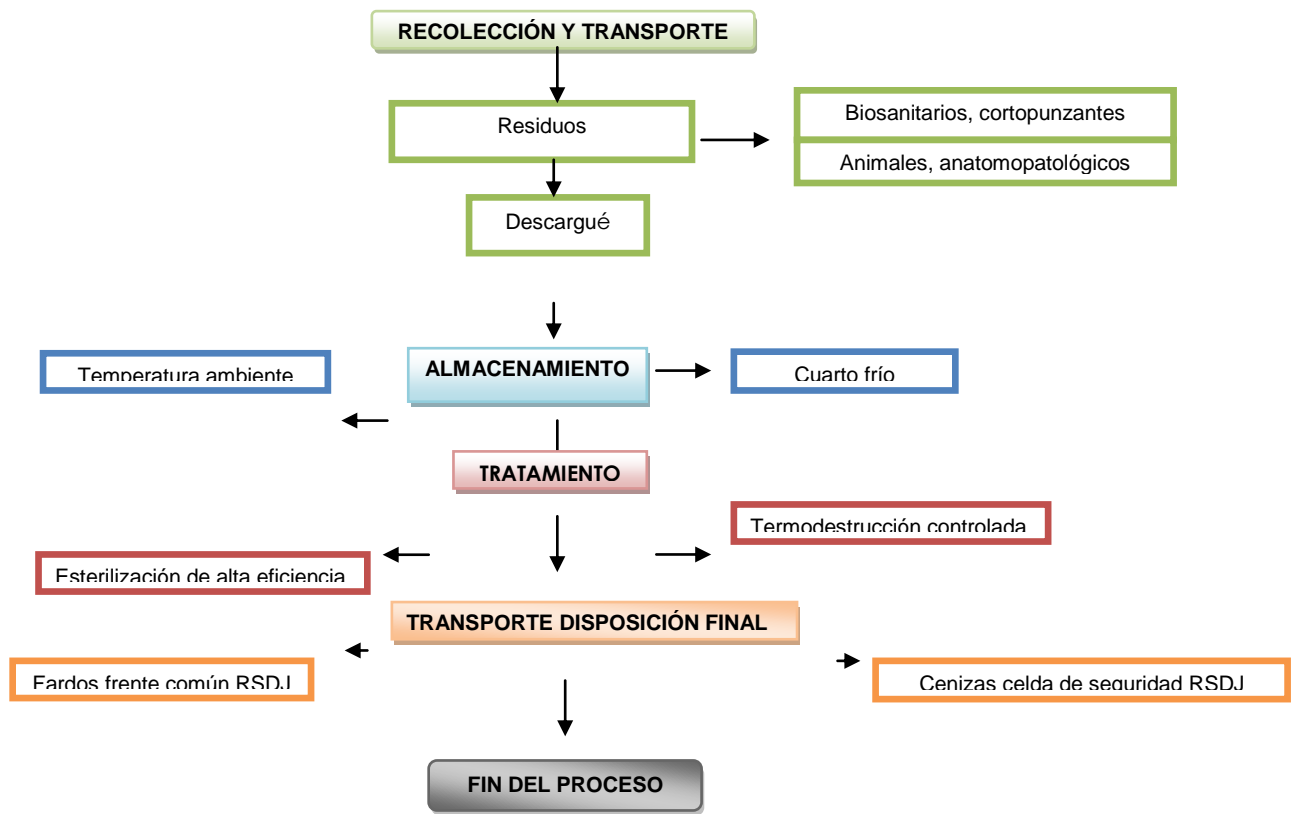 RECOLECCIÓN Y TRANSPORTE
Residuos
Biosanitarios, cortopunzantes
Animales, anatomopatológicos
Descargué
ALMACENAMIENTO
Temperatura ambiente
Cuarto frío
TRATAMIENTO
Termodestrucción controlada
Esterilización de alta eficiencia
TRANSPORTE DISPOSICIÓN FINAL
Fardos frente común RSDJ
Cenizas celda de seguridad RSDJ
FIN DEL PROCESO